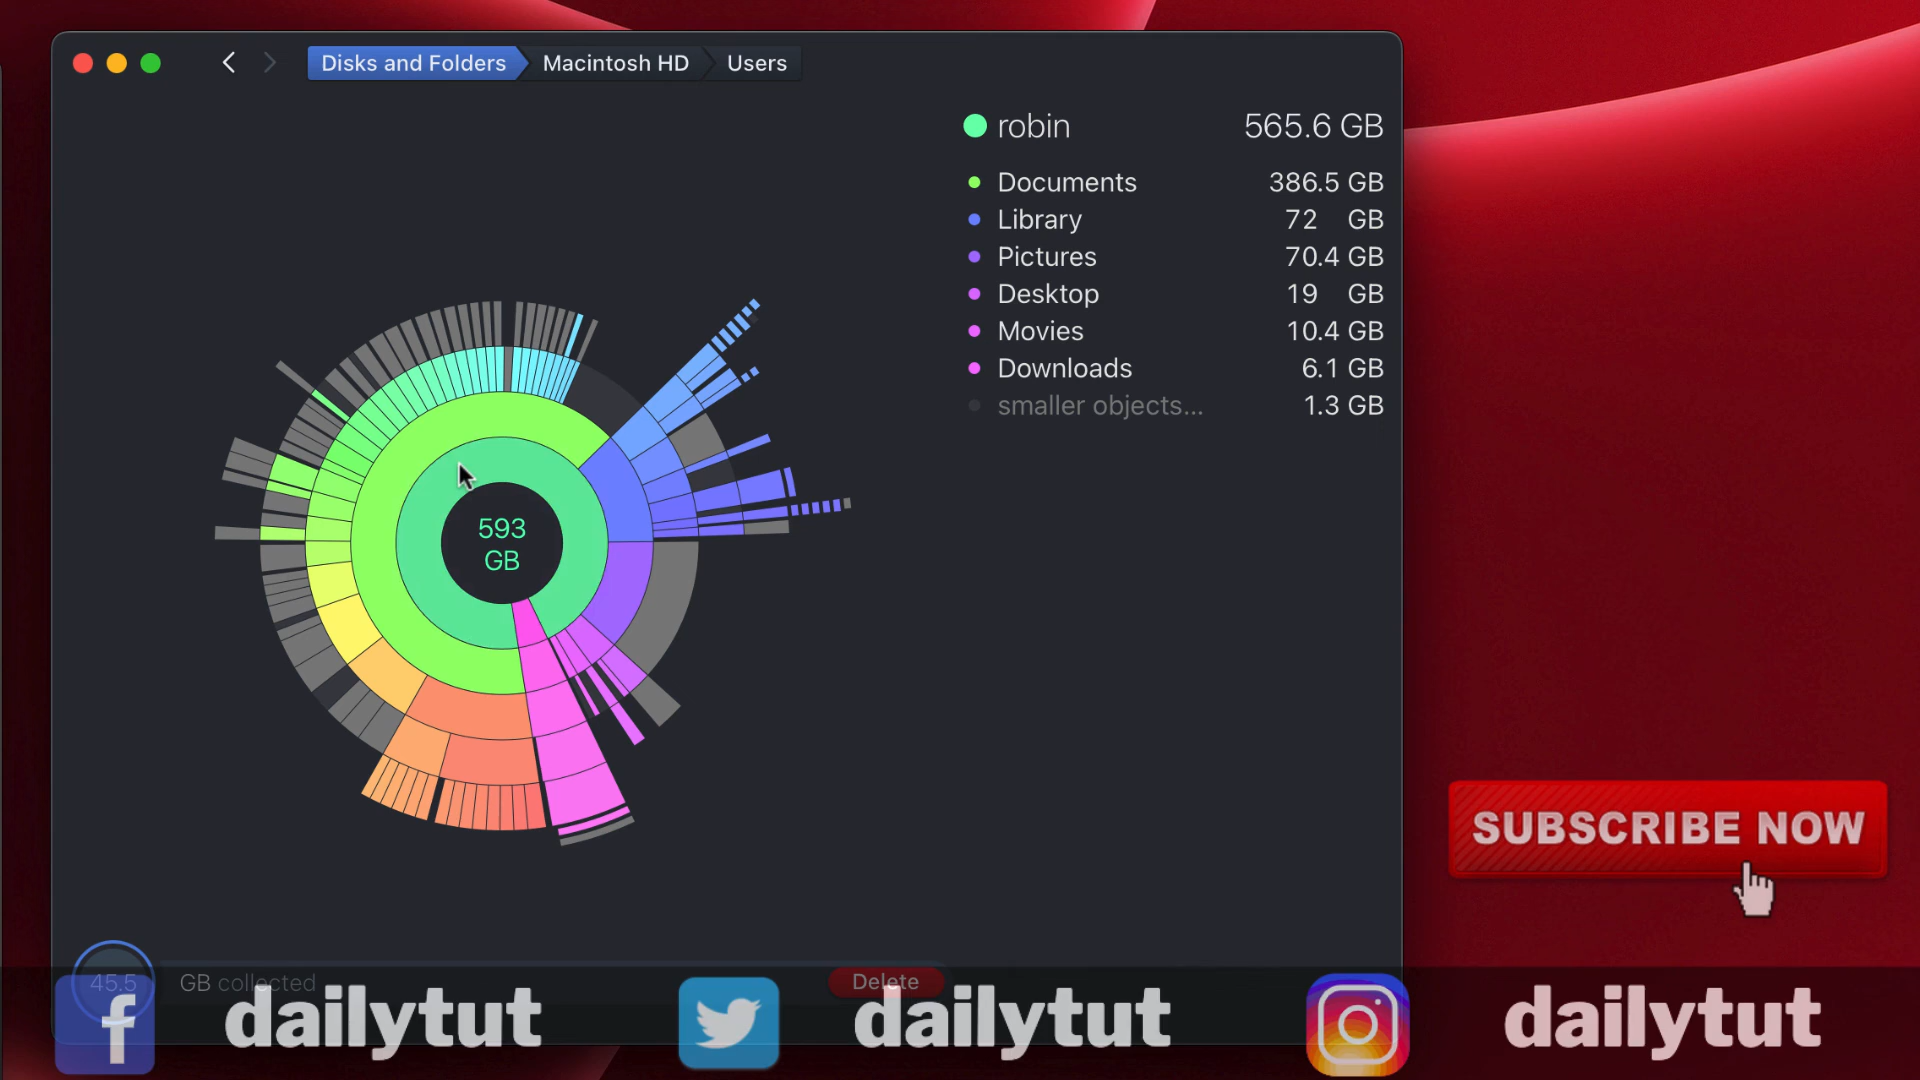 Disks and Folders Macintosh HD Users
robin 565.6 GB
Documents 386.5 GB
Library 72 GB
Pictures 70.4 GB
Desktop 19 GB
Movies 10.4 GB
Downloads 6.1 GB
smaller objects... 1.3 GB
593
GB
SUBSCRIBE NOW
45.5 GB collected Delete
f dailytut dailytut dailytut